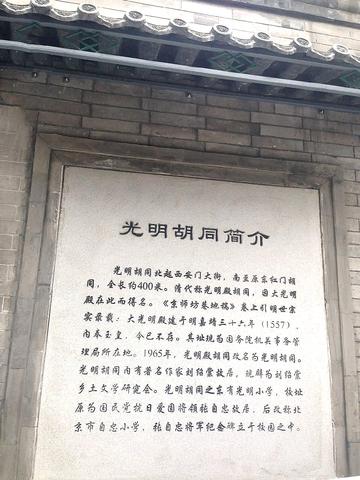 光明胡同简介
光明胡同北起西安门大街，南至原东红门胡
同，全长约400米。清代称光明殿胡同，因大光明
殿在此而得名。《京师坊巷地稿》卷上引明世宗
实录载：大光明殿建于明嘉靖三十六年（1557），
内奉玉皇，今已不存。其址现为国务院机关事务管
理局所在地。1965年，光明殿胡同改名为光明胡同。
光明胡同内有著名作家刘绍棠故居，现辟为刘绍棠
乡土文学研究会。光明胡同之东有光明小学，校址
原为国民党抗日爱国将领张自忠故居，后改称北
京市自忠小学，张自忠将军纪念碑立于校园之中。